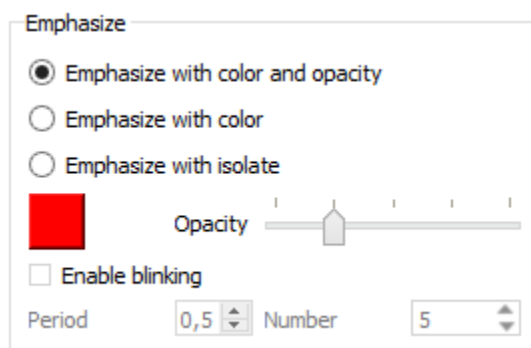 Emphasize
Emphasize with color and opacity
Emphasize with color
Emphasize with isolate
Opacity
Enable blinking
Period 0,5 Number 5